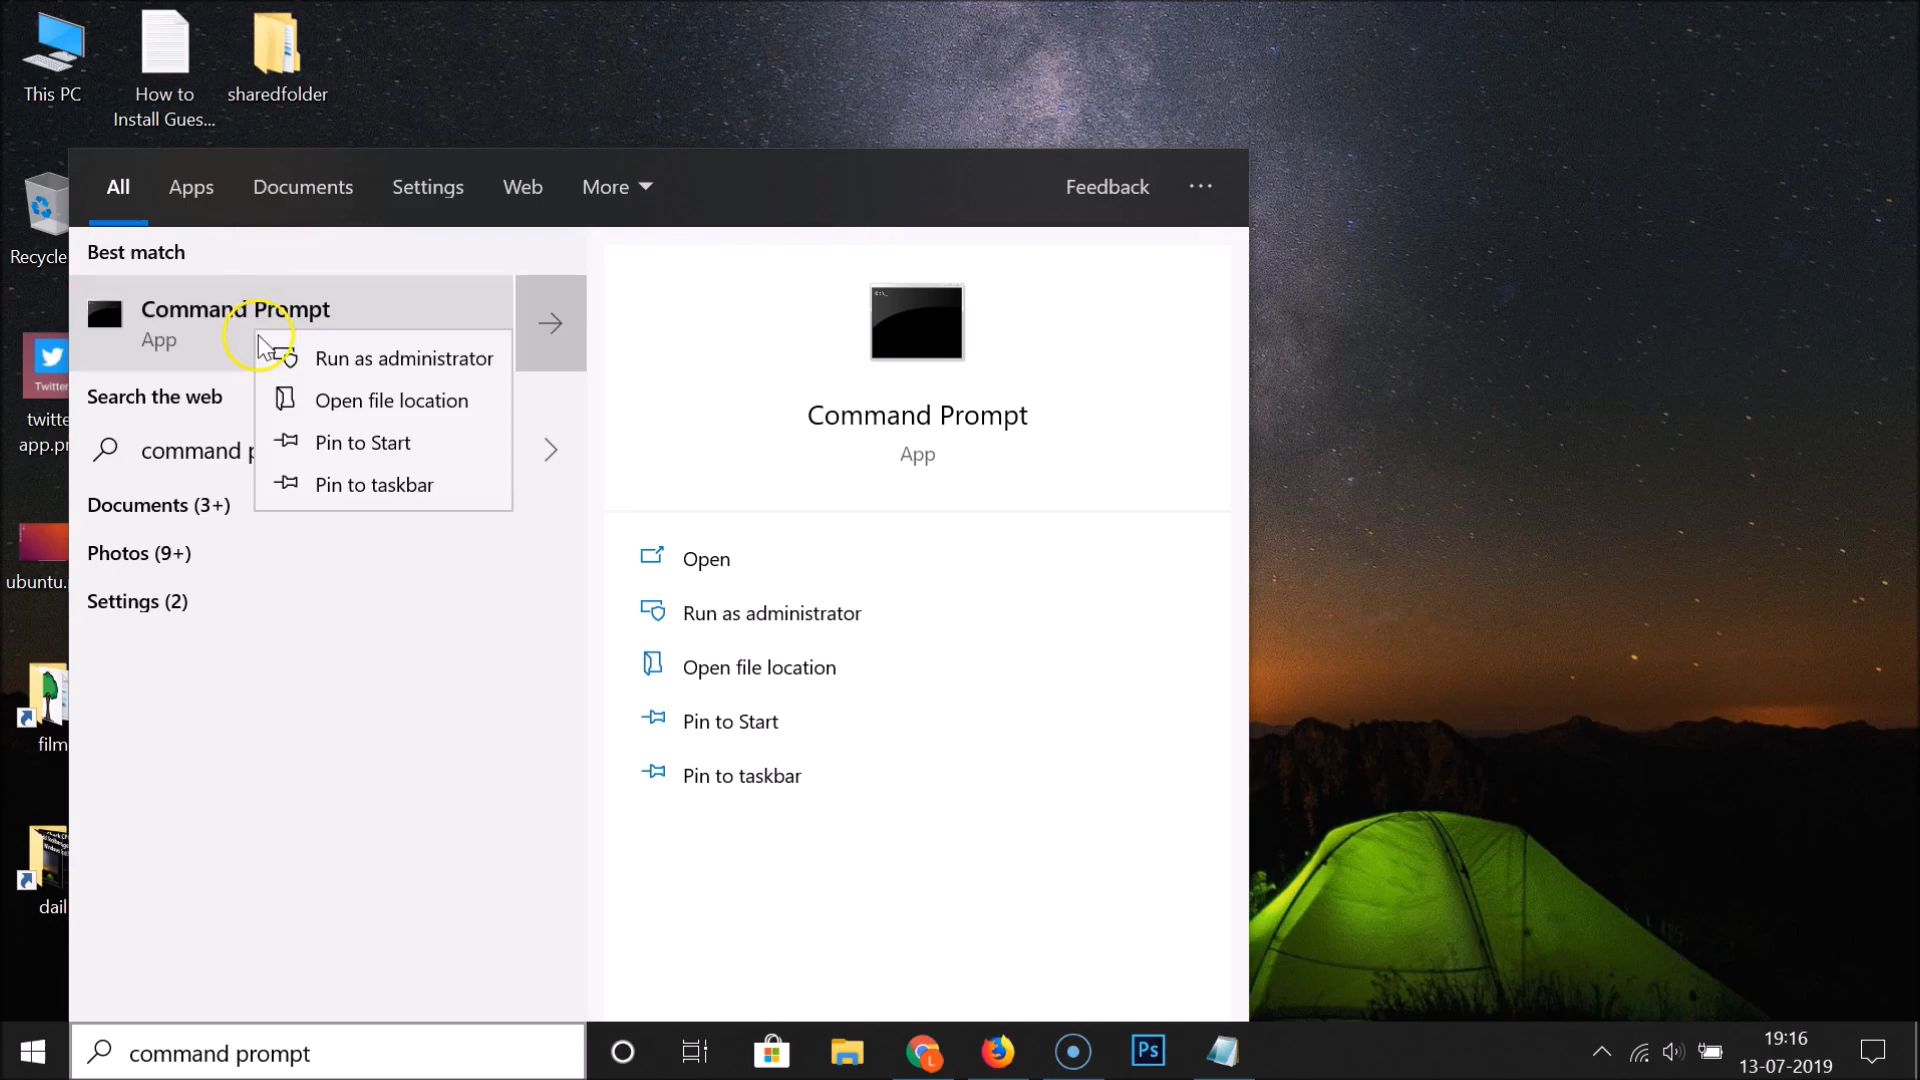 This PC
How to
Install Gues...
sharedfolder
Recycle
Twitter
twitte
app.pr
ubuntu.
film
dail
All
Apps
Documents
Settings
Web
More
Feedback
Best match
Command Prompt
App
Run as administrator
Open file location
Pin to Start
Pin to taskbar
Search the web
command p
Documents (3+)
Photos (9+)
Settings (2)
Command Prompt
App
Open
Run as administrator
Open file location
Pin to Start
Pin to taskbar
command prompt
L
Ps
19:16
13-07-2019